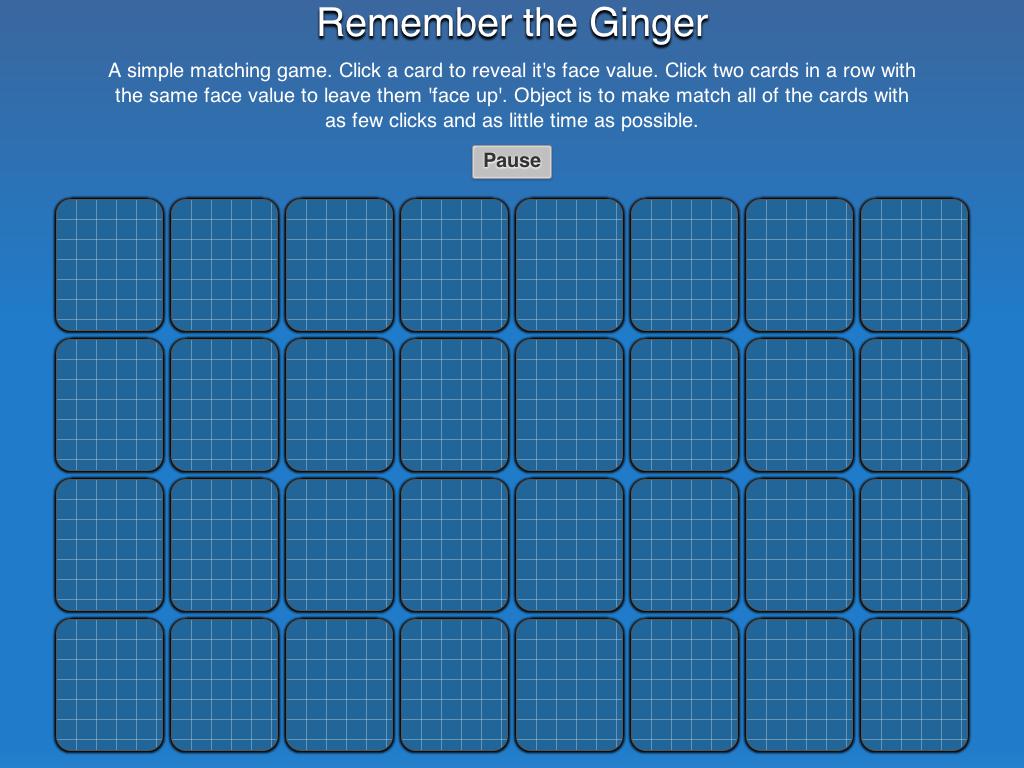 Remember the Ginger
A simple matching game. Click a card to reveal it's face value. Click two cards in a row with
the same face value to leave them 'face up'. Object is to make match all of the cards with
as few clicks and as little time as possible.
Pause